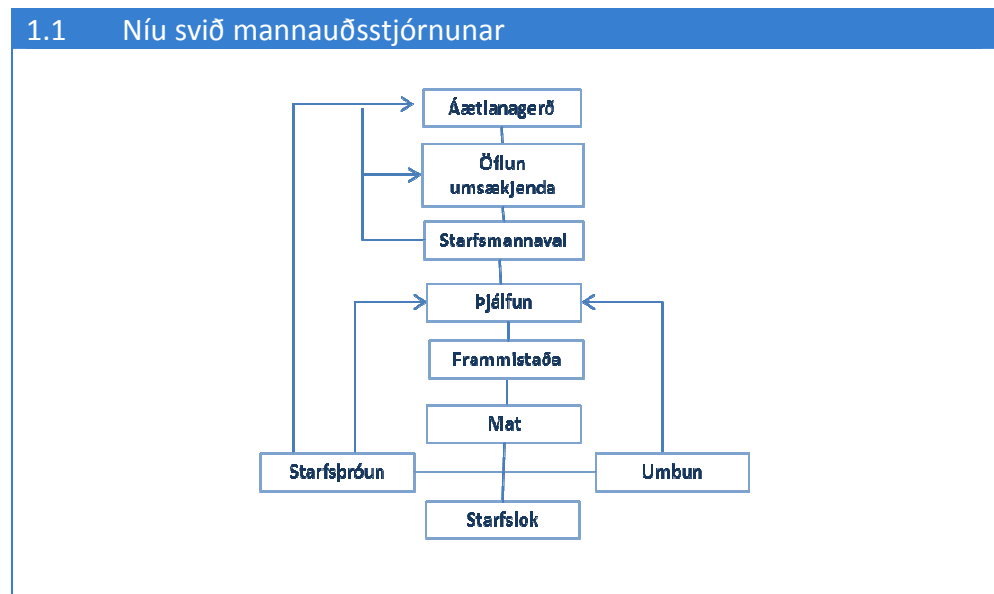 1.1 Níu svið mannauðsstjórnunar
Áætlanagerð
Öflun
umsækjenda
Starfsmannaval
Þjálfun
Frammistaða
Mat
Starfsþróun
Umbun
Starfslok